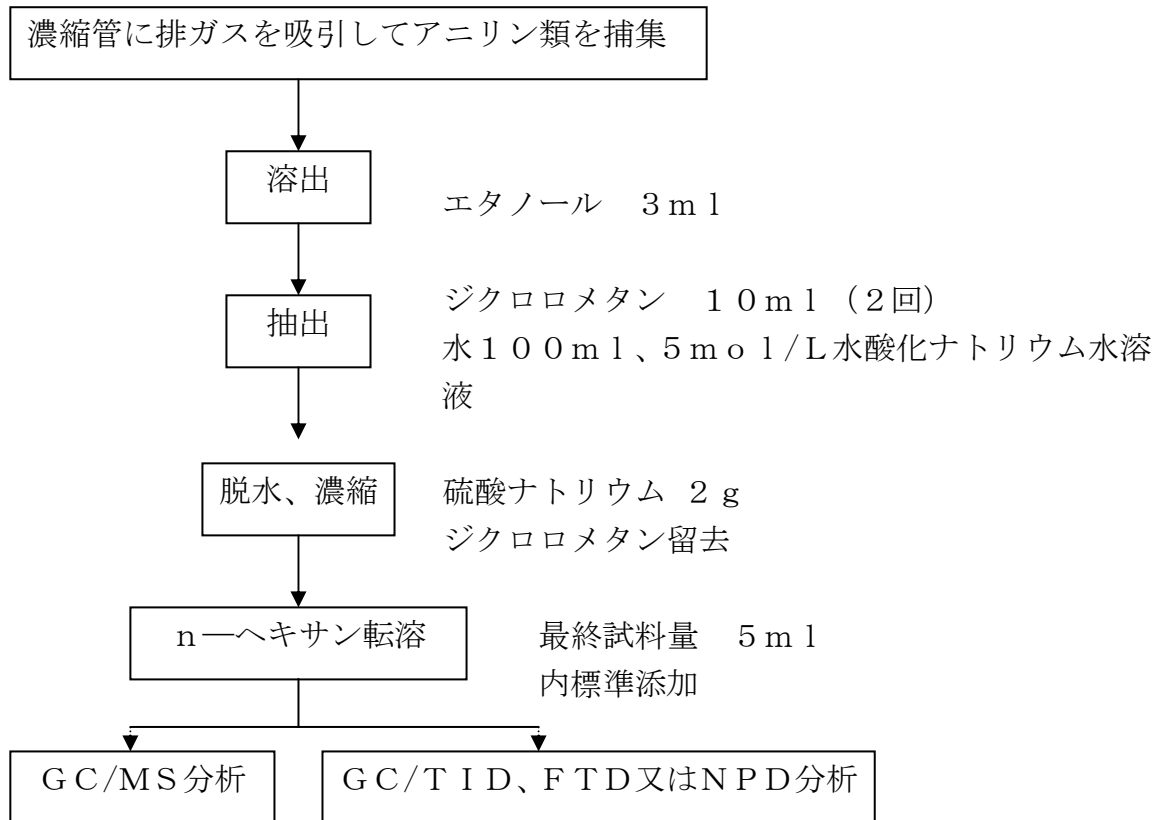 濃縮管に排ガスを吸引してアニリン類を捕集
溶出
エタノール　３ｍｌ
抽出
ジクロロメタン　１０ｍｌ（２回）
水１００ｍｌ、５ｍｏｌ/Ｌ水酸化ナトリウム水溶
液
脱水、濃縮
硫酸ナトリウム ２ｇ
ジクロロメタン留去
ｎ―ヘキサン転溶
最終試料量　５ｍｌ
内標準添加
ＧＣ/ＭＳ分析
ＧＣ/ＴＩＤ、ＦＴＤ又はＮＰＤ分析